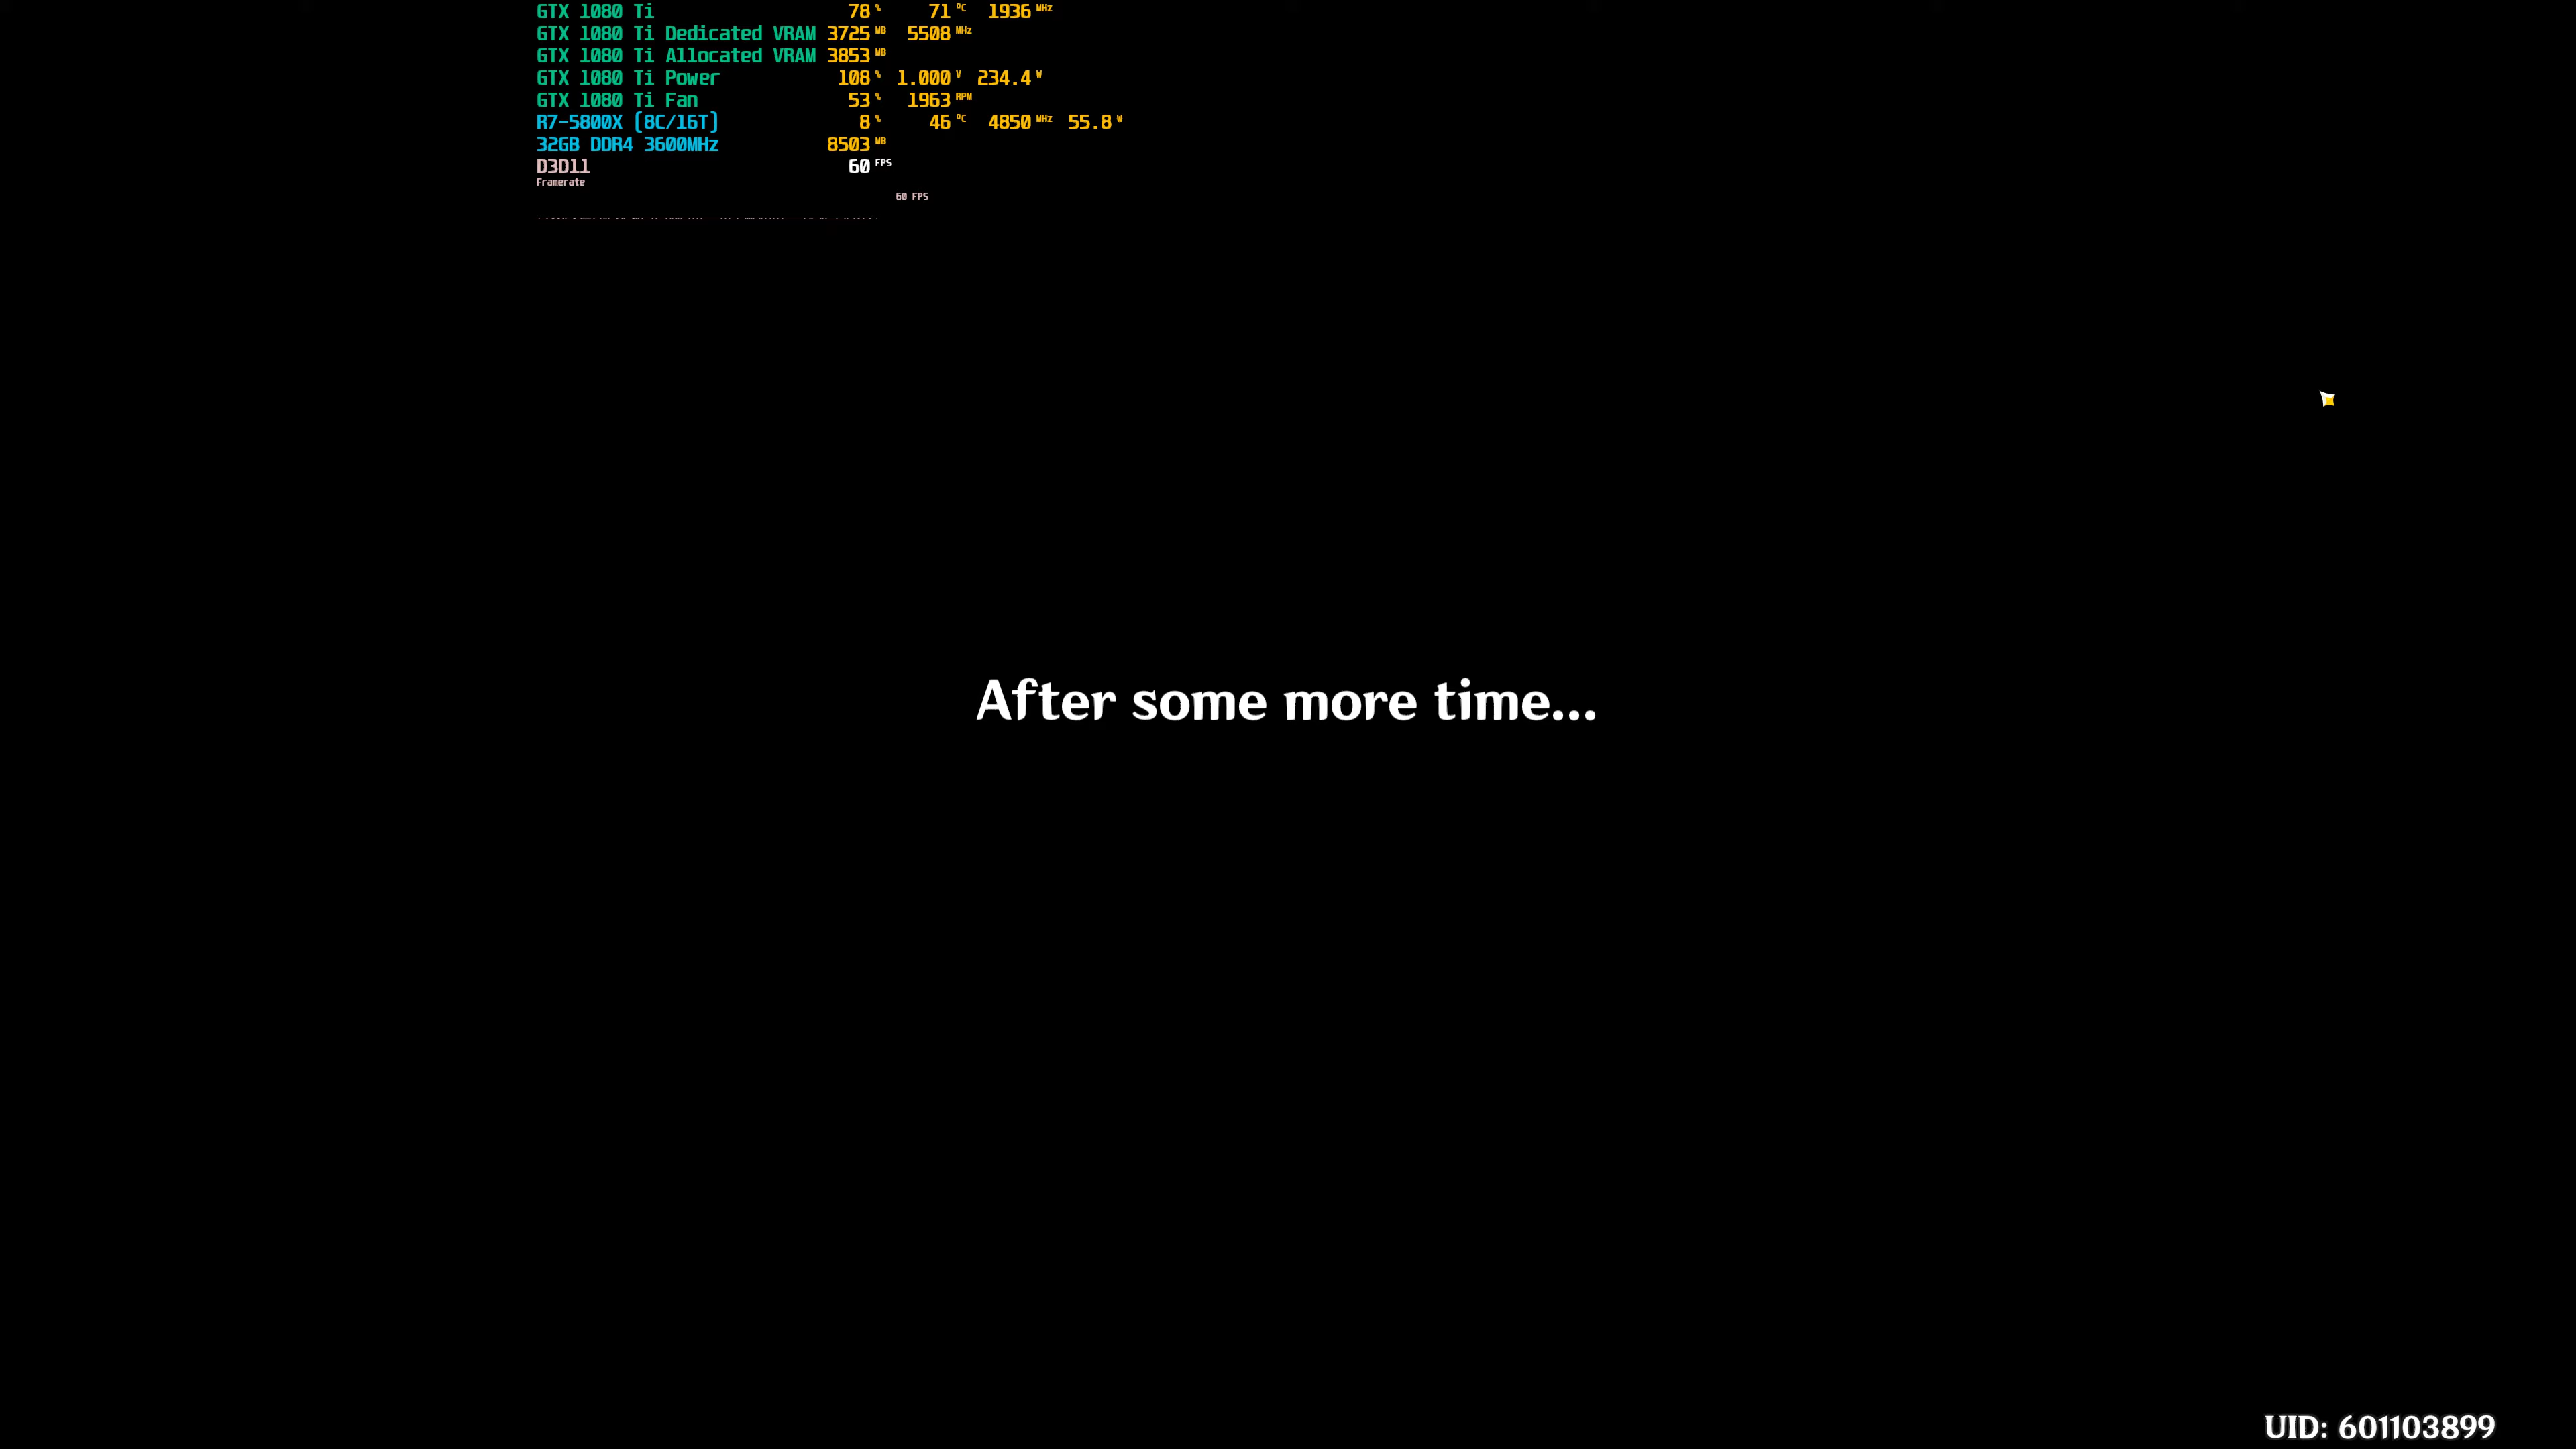 GTX 1080 Ti 78 % 71 °C 1936 MHz
GTX 1080 Ti Dedicated VRAM 3725 MB 5508 MHz
GTX 1080 Ti Allocated VRAM 3853 MB
GTX 1080 Ti Power 108 % 1.000 V 234.4 W
GTX 1080 Ti Fan 53 % 1963 RPM
R7-5800X (8C/16T) 8 % 46 °C 4850 MHz 55.8 W
32GB DDR4 3600MHz 8503 MB
D3D11 60 FPS
Framerate
60 FPS
After some more time...
UID: 601103899